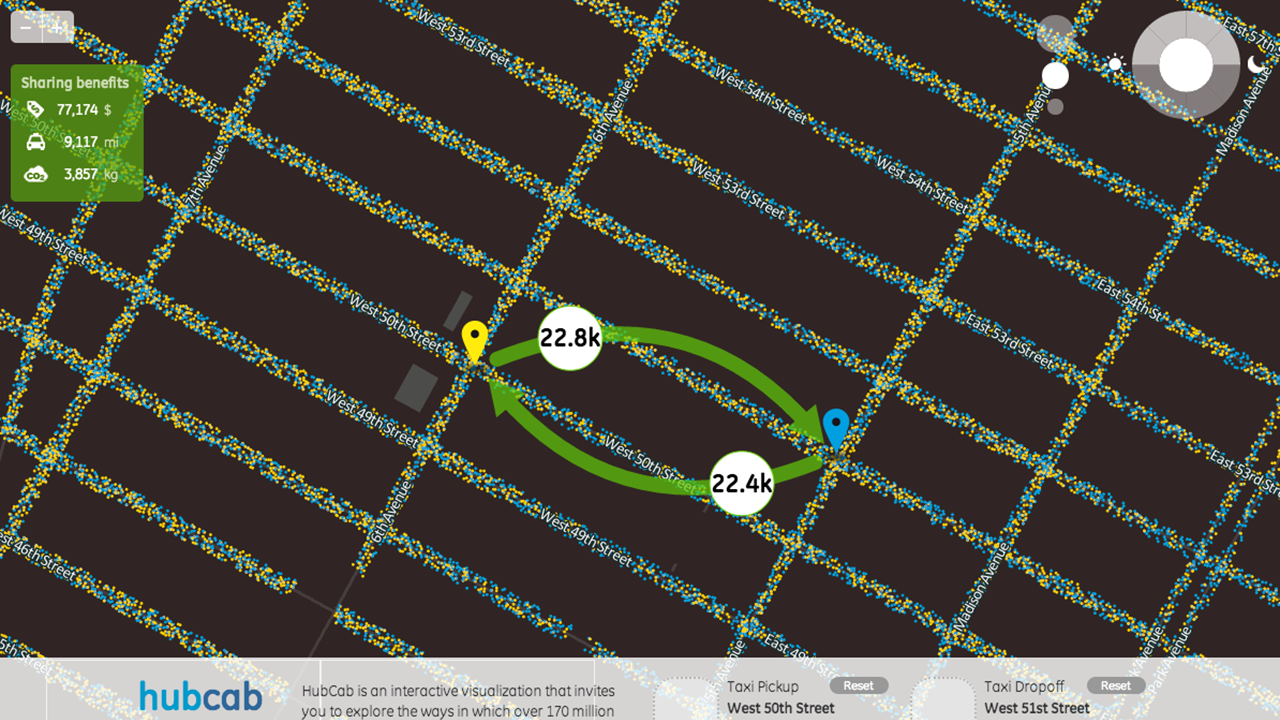 West 53rd Street
East 57th
Sharing benefits
77,174 $
9,117 mi
3,857 kg
West 54th Street
6th Avenue
5th Avenue
Madison Avenue
7th Avenue
West 53rd Street
West 54th Street
West 49th Street
West 50th Street
East 54th St
East 53rd Street
22.8k
West 49th Street
West 50th Street
22.4k
East 53rd St
6th Avenue
West 49th Street
West 46th Street
Madison Avenue
East 49th Street
Park Avenue
hubcab
HubCab is an interactive visualization that invites
you to explore the ways in which over 170 million
Taxi Pickup
Reset
West 50th Street
Taxi Dropoff
Reset
West 51st Street